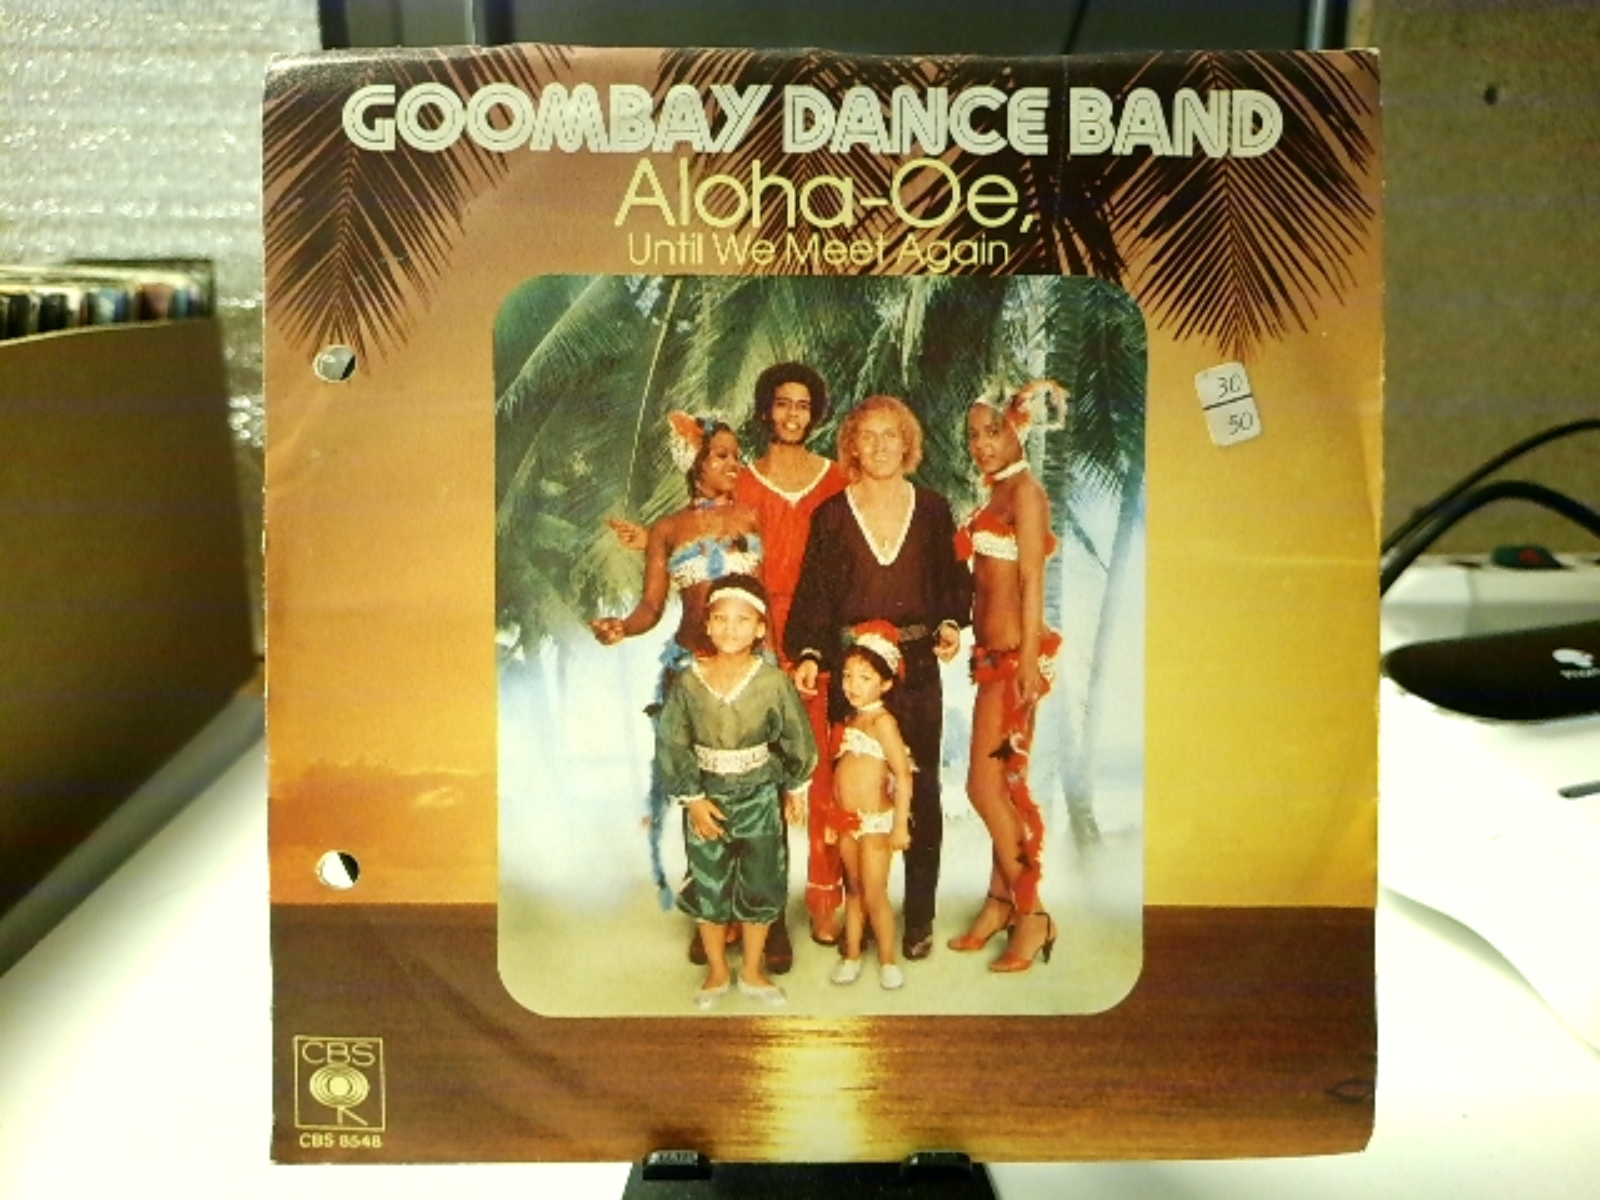 GOOMBAY DANCE BAND
Aloha-Oe,
Until We Meet Again
30
50
CBS
CBS 8548